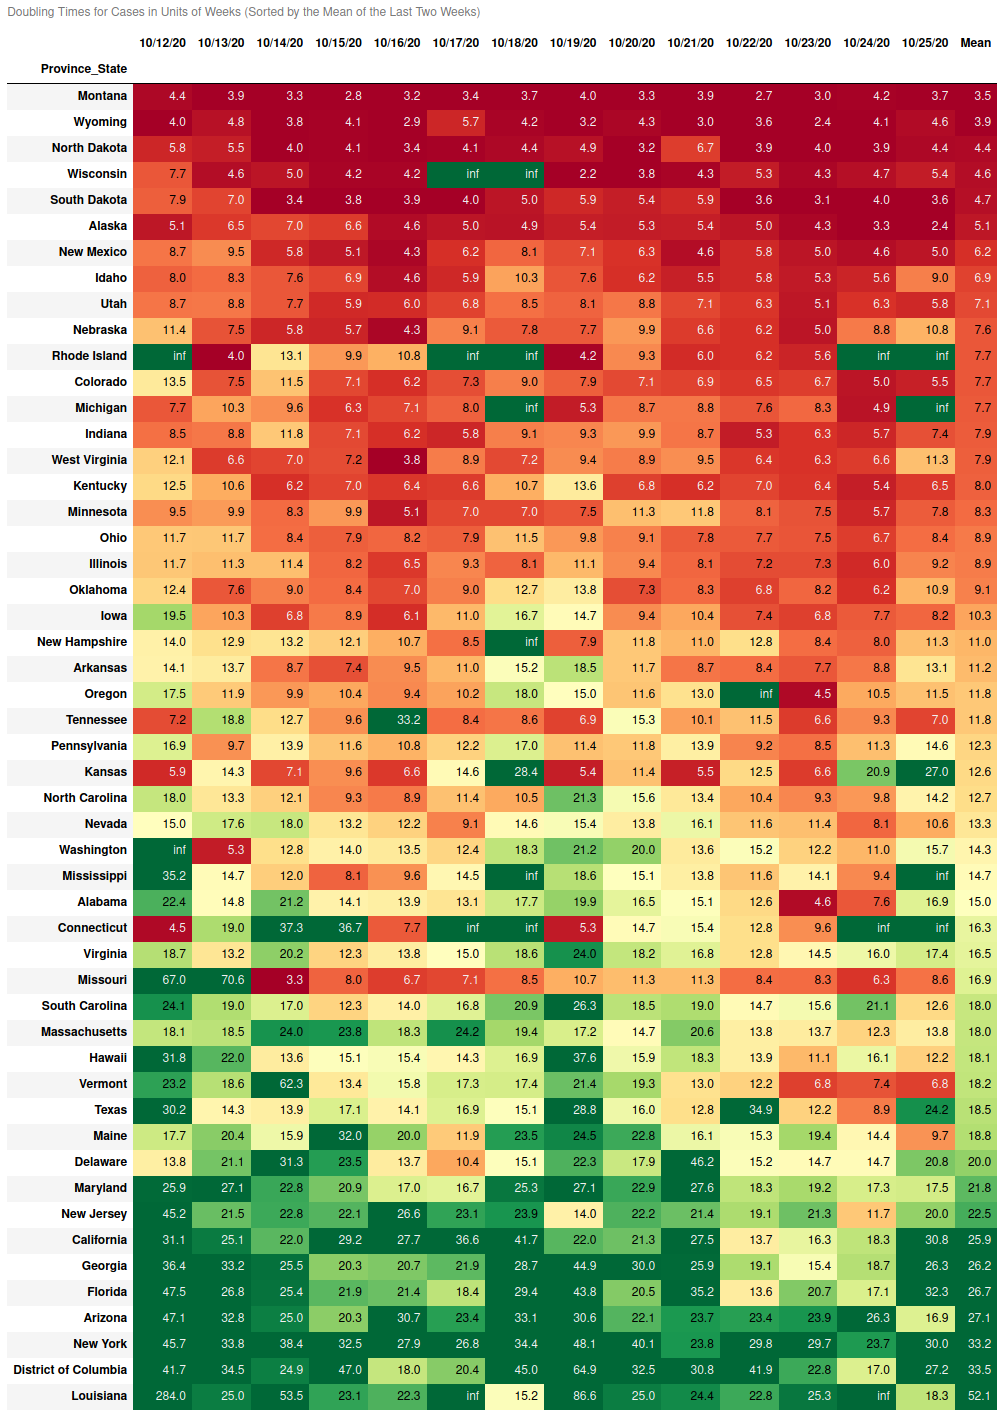 Doubling Times for Cases in Units of Weeks (Sorted by the Mean of the Last Two Weeks)
10/12/20 10/13/20 10/14/20 10/15/20 10/16/20 10/17/20 10/18/20 10/19/20 10/20/20 10/21/20 10/22/20 10/23/20 10/24/20 10/25/20 Mean
Province_State
Montana 4.4 3.9 3.3 2.8 3.2 3.4 3.7 4.0 3.3 3.9 2.7 3.0 4.2 3.7 3.5
Wyoming 4.0 4.8 3.8 4.1 2.9 5.7 4.2 3.2 4.3 3.0 3.6 2.4 4.1 4.6 3.9
North Dakota 5.8 5.5 4.0 4.1 3.4 4.1 4.4 4.9 3.2 6.7 3.9 4.0 3.9 4.4 4.4
Wisconsin 7.7 4.6 5.0 4.2 4.2 inf inf 2.2 3.8 4.3 5.3 4.3 4.7 5.4 4.6
South Dakota 7.9 7.0 3.4 3.8 3.9 4.0 5.0 5.9 5.4 5.9 3.6 3.1 4.0 3.6 4.7
Alaska 5.1 6.5 7.0 6.6 4.6 5.0 4.9 5.4 5.3 5.4 5.0 4.3 3.3 2.4 5.1
New Mexico 8.7 9.5 5.8 5.1 4.3 6.2 8.1 7.1 6.3 4.6 5.8 5.0 4.6 5.0 6.2
Idaho 8.0 8.3 7.6 6.9 4.6 5.9 10.3 7.6 6.2 5.5 5.8 5.3 5.6 9.0 6.9
Utah 8.7 8.8 7.7 5.9 6.0 6.8 8.5 8.1 8.8 7.1 6.3 5.1 6.3 5.8 7.1
Nebraska 11.4 7.5 5.8 5.7 4.3 9.1 7.8 7.7 9.9 6.6 6.2 5.0 8.8 10.8 7.6
Rhode Island inf 4.0 13.1 9.9 10.8 inf inf 4.2 9.3 6.0 6.2 5.6 inf inf 7.7
Colorado 13.5 7.5 11.5 7.1 6.2 7.3 9.0 7.9 7.1 6.9 6.5 6.7 5.0 5.5 7.7
Michigan 7.7 10.3 9.6 6.3 7.1 8.0 inf 5.3 8.7 8.8 7.6 8.3 4.9 inf 7.7
Indiana 8.5 8.8 11.8 7.1 6.2 5.8 9.1 9.3 9.9 8.7 5.3 6.3 5.7 7.4 7.9
West Virginia 12.1 6.6 7.0 7.2 3.8 8.9 7.2 9.4 8.9 9.5 6.4 6.3 6.6 11.3 7.9
Kentucky 12.5 10.6 6.2 7.0 6.4 6.6 10.7 13.6 6.8 6.2 7.0 6.4 5.4 6.5 8.0
Minnesota 9.5 9.9 8.3 9.9 5.1 7.0 7.0 7.5 11.3 11.8 8.1 7.5 5.7 7.8 8.3
Ohio 11.7 11.7 8.4 7.9 8.2 7.9 11.5 9.8 9.1 7.8 7.7 7.5 6.7 8.4 8.9
Illinois 11.7 11.3 11.4 8.2 6.5 9.3 8.1 11.1 9.4 8.1 7.2 7.3 6.0 9.2 8.9
Oklahoma 12.4 7.6 9.0 8.4 7.0 9.0 12.7 13.8 7.3 8.3 6.8 8.2 6.2 10.9 9.1
Iowa 19.5 10.3 6.8 8.9 6.1 11.0 16.7 14.7 9.4 10.4 7.4 6.8 7.7 8.2 10.3
New Hampshire 14.0 12.9 13.2 12.1 10.7 8.5 inf 7.9 11.8 11.0 12.8 8.4 8.0 11.3 11.0
Arkansas 14.1 13.7 8.7 7.4 9.5 11.0 15.2 18.5 11.7 8.7 8.4 7.7 8.8 13.1 11.2
Oregon 17.5 11.9 9.9 10.4 9.4 10.2 18.0 15.0 11.6 13.0 inf 4.5 10.5 11.5 11.8
Tennessee 7.2 18.8 12.7 9.6 33.2 8.4 8.6 6.9 15.3 10.1 11.5 6.6 9.3 7.0 11.8
Pennsylvania 16.9 9.7 13.9 11.6 10.8 12.2 17.0 11.4 11.8 13.9 9.2 8.5 11.3 14.6 12.3
Kansas 5.9 14.3 7.1 9.6 6.6 14.6 28.4 5.4 11.4 5.5 12.5 6.6 20.9 27.0 12.6
North Carolina 18.0 13.3 12.1 9.3 8.9 11.4 10.5 21.3 15.6 13.4 10.4 9.3 9.8 14.2 12.7
Nevada 15.0 17.6 18.0 13.2 12.2 9.1 14.6 15.4 13.8 16.1 11.6 11.4 8.1 10.6 13.3
Washington inf 5.3 12.8 14.0 13.5 12.4 18.3 21.2 20.0 13.6 15.2 12.2 11.0 15.7 14.3
Mississippi 35.2 14.7 12.0 8.1 9.6 14.5 inf 18.6 15.1 13.8 11.6 14.1 9.4 inf 14.7
Alabama 22.4 14.8 21.2 14.1 13.9 13.1 17.7 19.9 16.5 15.1 12.6 4.6 7.6 16.9 15.0
Connecticut 4.5 19.0 37.3 36.7 7.7 inf inf 5.3 14.7 15.4 12.8 9.6 inf inf 16.3
Virginia 18.7 13.2 20.2 12.3 13.8 15.0 18.6 24.0 18.2 16.8 12.8 14.5 16.0 17.4 16.5
Missouri 67.0 70.6 3.3 8.0 6.7 7.1 8.5 10.7 11.3 11.3 8.4 8.3 6.3 8.6 16.9
South Carolina 24.1 19.0 17.0 12.3 14.0 16.8 20.9 26.3 18.5 19.0 14.7 15.6 21.1 12.6 18.0
Massachusetts 18.1 18.5 24.0 23.8 18.3 24.2 19.4 17.2 14.7 20.6 13.8 13.7 12.3 13.8 18.0
Hawaii 31.8 22.0 13.6 15.1 15.4 14.3 16.9 37.6 15.9 18.3 13.9 11.1 16.1 12.2 18.1
Vermont 23.2 18.6 62.3 13.4 15.8 17.3 17.4 21.4 19.3 13.0 12.2 6.8 7.4 6.8 18.2
Texas 30.2 14.3 13.9 17.1 14.1 16.9 15.1 28.8 16.0 12.8 34.9 12.2 8.9 24.2 18.5
Maine 17.7 20.4 15.9 32.0 20.0 11.9 23.5 24.5 22.8 16.1 15.3 19.4 14.4 9.7 18.8
Delaware 13.8 21.1 31.3 23.5 13.7 10.4 15.1 22.3 17.9 46.2 15.2 14.7 14.7 20.8 20.0
Maryland 25.9 27.1 22.8 20.9 17.0 16.7 25.3 27.1 22.9 27.6 18.3 19.2 17.3 17.5 21.8
New Jersey 45.2 21.5 22.8 22.1 26.6 23.1 23.9 14.0 22.2 21.4 19.1 21.3 11.7 20.0 22.5
California 31.1 25.1 22.0 29.2 27.7 36.6 41.7 22.0 21.3 27.5 13.7 16.3 18.3 30.8 25.9
Georgia 36.4 33.2 25.5 20.3 20.7 21.9 28.7 44.9 30.0 25.9 19.1 15.4 18.7 26.3 26.2
Florida 47.5 26.8 25.4 21.9 21.4 18.4 29.4 43.8 20.5 35.2 13.6 20.7 17.1 32.3 26.7
Arizona 47.1 32.8 25.0 20.3 30.7 23.4 33.1 30.6 22.1 23.7 23.4 23.9 26.3 16.9 27.1
New York 45.7 33.8 38.4 32.5 27.9 26.8 34.4 48.1 40.1 23.8 29.8 29.7 23.7 30.0 33.2
District of Columbia 41.7 34.5 24.9 47.0 18.0 20.4 45.0 64.9 32.5 30.8 41.9 22.8 17.0 27.2 33.5
Louisiana 284.0 25.0 53.5 23.1 22.3 inf 15.2 86.6 25.0 24.4 22.8 25.3 inf 18.3 52.1